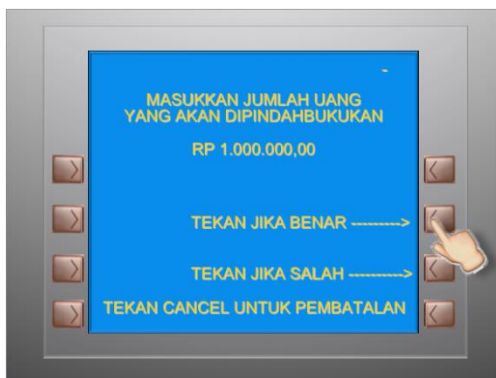 MASUKKAN JUMLAH UANG
YANG AKAN DIPINDAHBUKUKAN
RP 1.000.000,00
TEKAN JIKA BENAR --------->
TEKAN JIKA SALAH --------->
TEKAN CANCEL UNTUK PEMBATALAN